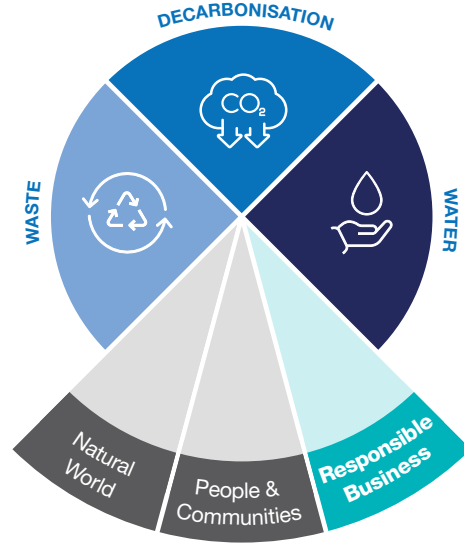 DECARBONISATION
CO₂
WASTE
WATER
Natural
World
People &
Communities
Responsible
Business